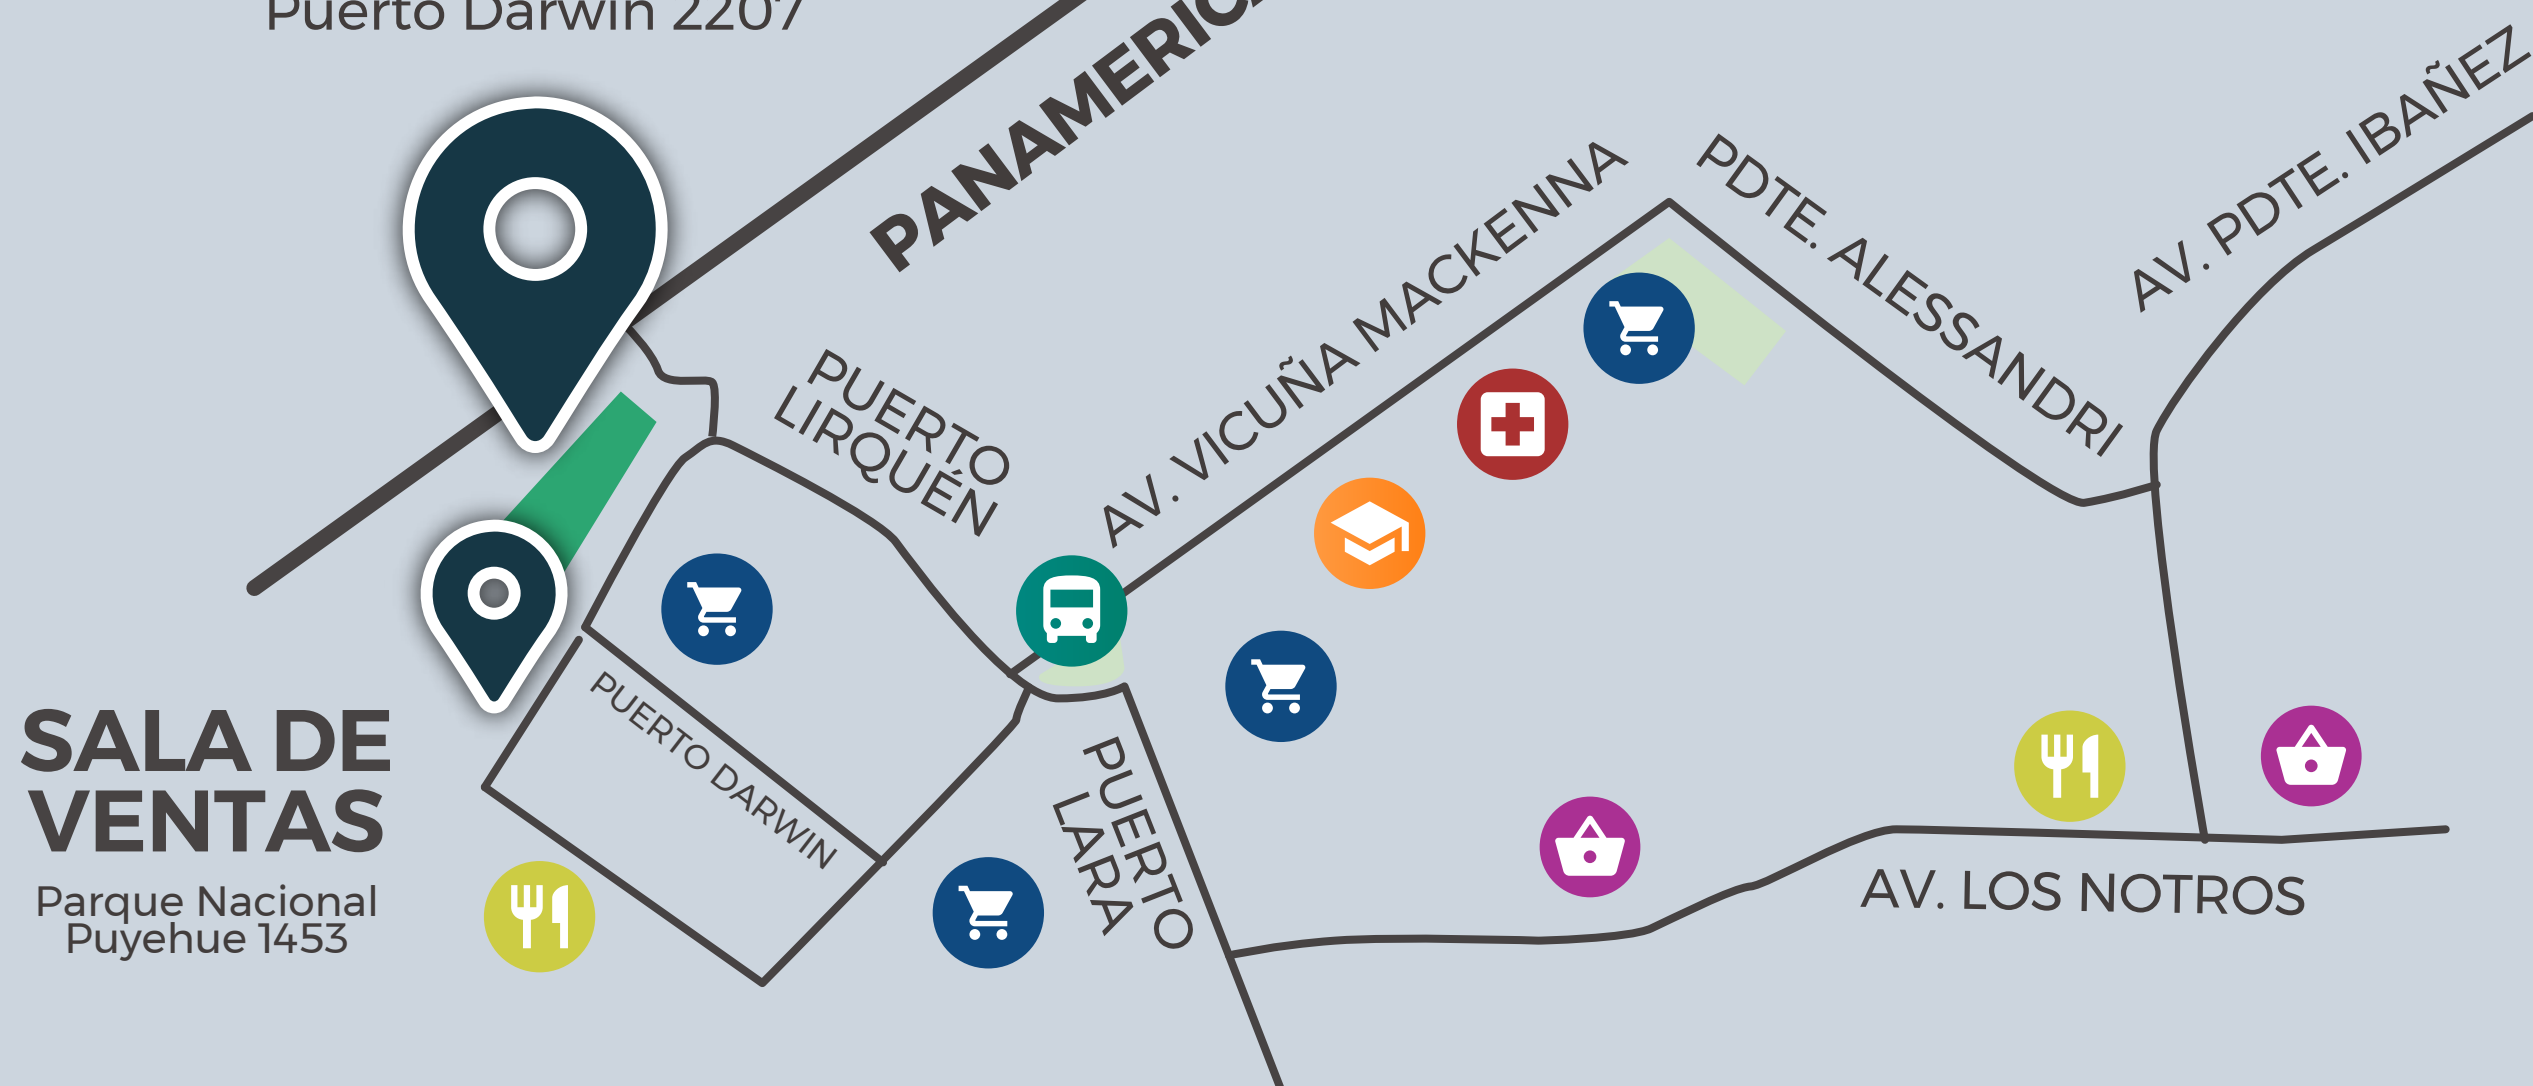 Puerto Darwin 2207
PANAMERIC
AV. VICUÑA MACKENNA
PDTE. ALESSANDRI
AV. PDTE. IBAÑEZ
PUERTO
LIRQUÉN
PUERTO DARWIN
PUERTO
LARA
AV. LOS NOTROS
SALA DE
VENTAS
Parque Nacional
Puyehue 1453